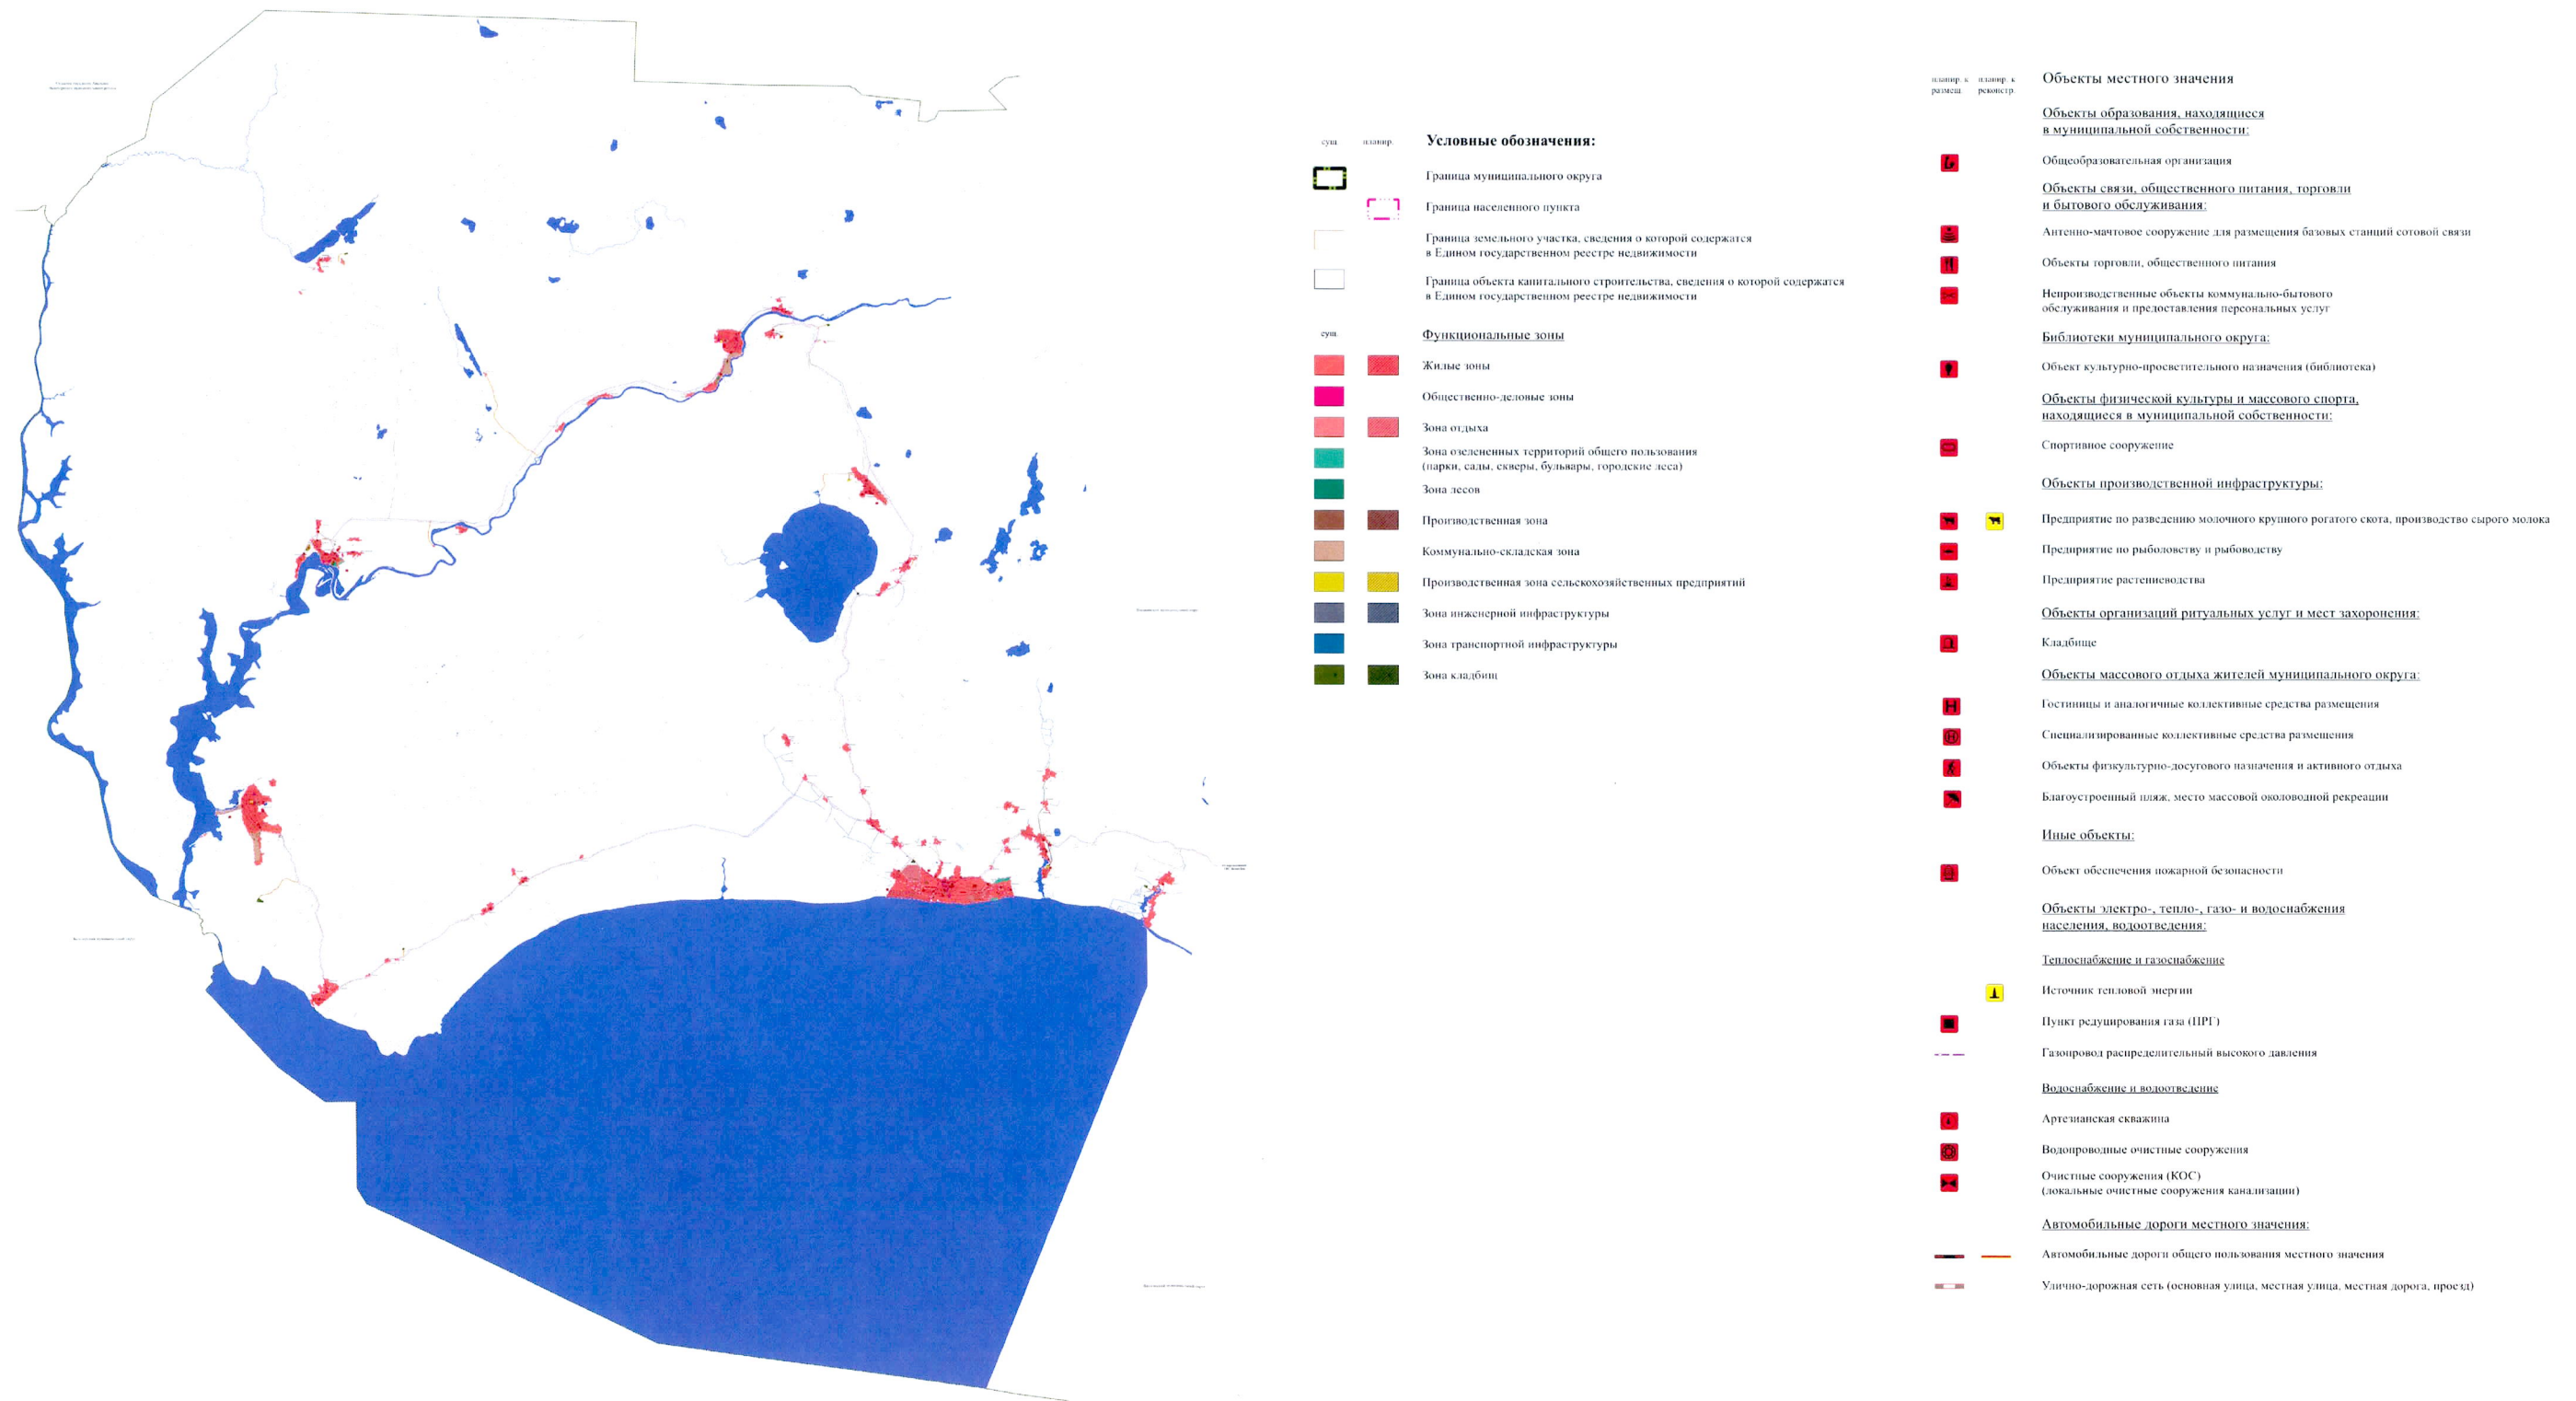 сущ.
планир.
Условные обозначения:
Граница муниципального округа
Граница населенного пункта
Граница земельного участка, сведения о которой содержатся
в Едином государственном реестре недвижимости
Граница объекта капитального строительства, сведения о которой содержатся
в Едином государственном реестре недвижимости
сущ.
Функциональные зоны
Жилые зоны
Общественно-деловые зоны
Зона отдыха
Зона озелененных территорий общего пользования
(парки, сады, скверы, бульвары, городские леса)
Зона лесов
Производственная зона
Коммунально-складская зона
Производственная зона сельскохозяйственных предприятий
Зона инженерной инфраструктуры
Зона транспортной инфраструктуры
Зона кладбищ
планир. к
размещ.
планир. к
реконстр.
Объекты местного значения
Объекты образования, находящиеся
в муниципальной собственности:
Общеобразовательная организация
Объекты связи, общественного питания, торговли
и бытового обслуживания:
Антенно-мачтовое сооружение для размещения базовых станций сотовой связи
Объекты торговли, общественного питания
Непроизводственные объекты коммунально-бытового
обслуживания и предоставления персональных услуг
Библиотеки муниципального округа:
Объект культурно-просветительного назначения (библиотека)
Объекты физической культуры и массового спорта,
находящиеся в муниципальной собственности:
Спортивное сооружение
Объекты производственной инфраструктуры:
Предприятие по разведению молочного крупного рогатого скота, производство сырого молока
Предприятие по рыболовству и рыбоводству
Предприятие растениеводства
Объекты организаций ритуальных услуг и мест захоронения:
Кладбище
Объекты массового отдыха жителей муниципального округа:
Гостиницы и аналогичные коллективные средства размещения
Специализированные коллективные средства размещения
Объекты физкультурно-досугового назначения и активного отдыха
Благоустроенный пляж, место массовой околоводной рекреации
Иные объекты:
Объект обеспечения пожарной безопасности
Объекты электро-, тепло-, газо- и водоснабжения
населения, водоотведения:
Теплоснабжение и газоснабжение
Источник тепловой энергии
Пункт редуцирования газа (ПРГ)
Газопровод распределительный высокого давления
Водоснабжение и водоотведение
Артезианская скважина
Водопроводные очистные сооружения
Очистные сооружения (КОС)
(локальные очистные сооружения канализации)
Автомобильные дороги местного значения:
Автомобильные дороги общего пользования местного значения
Улично-дорожная сеть (основная улица, местная улица, местная дорога, проезд)